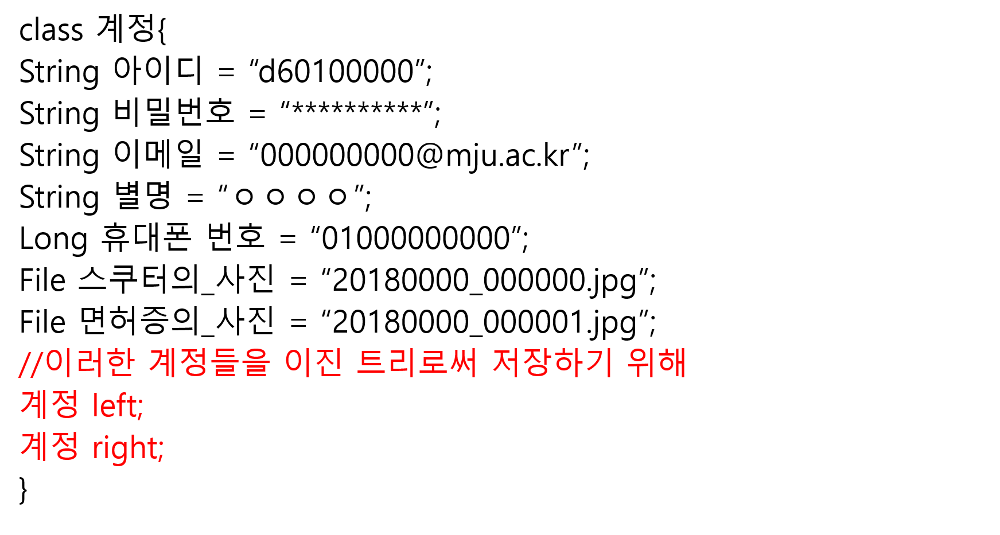 class 계정{
String 아이디 = “d60100000”;
String 비밀번호 = “**********”;
String 이메일 = “000000000@mju.ac.kr”;
String 별명 = “ㅇㅇㅇㅇ”;
Long 휴대폰 번호 = “01000000000”;
File 스쿠터의_사진 = “20180000_000000.jpg”;
File 면허증의_사진 = “20180000_000001.jpg”;
//이러한 계정들을 이진 트리로써 저장하기 위해
계정 left;
계정 right;
}